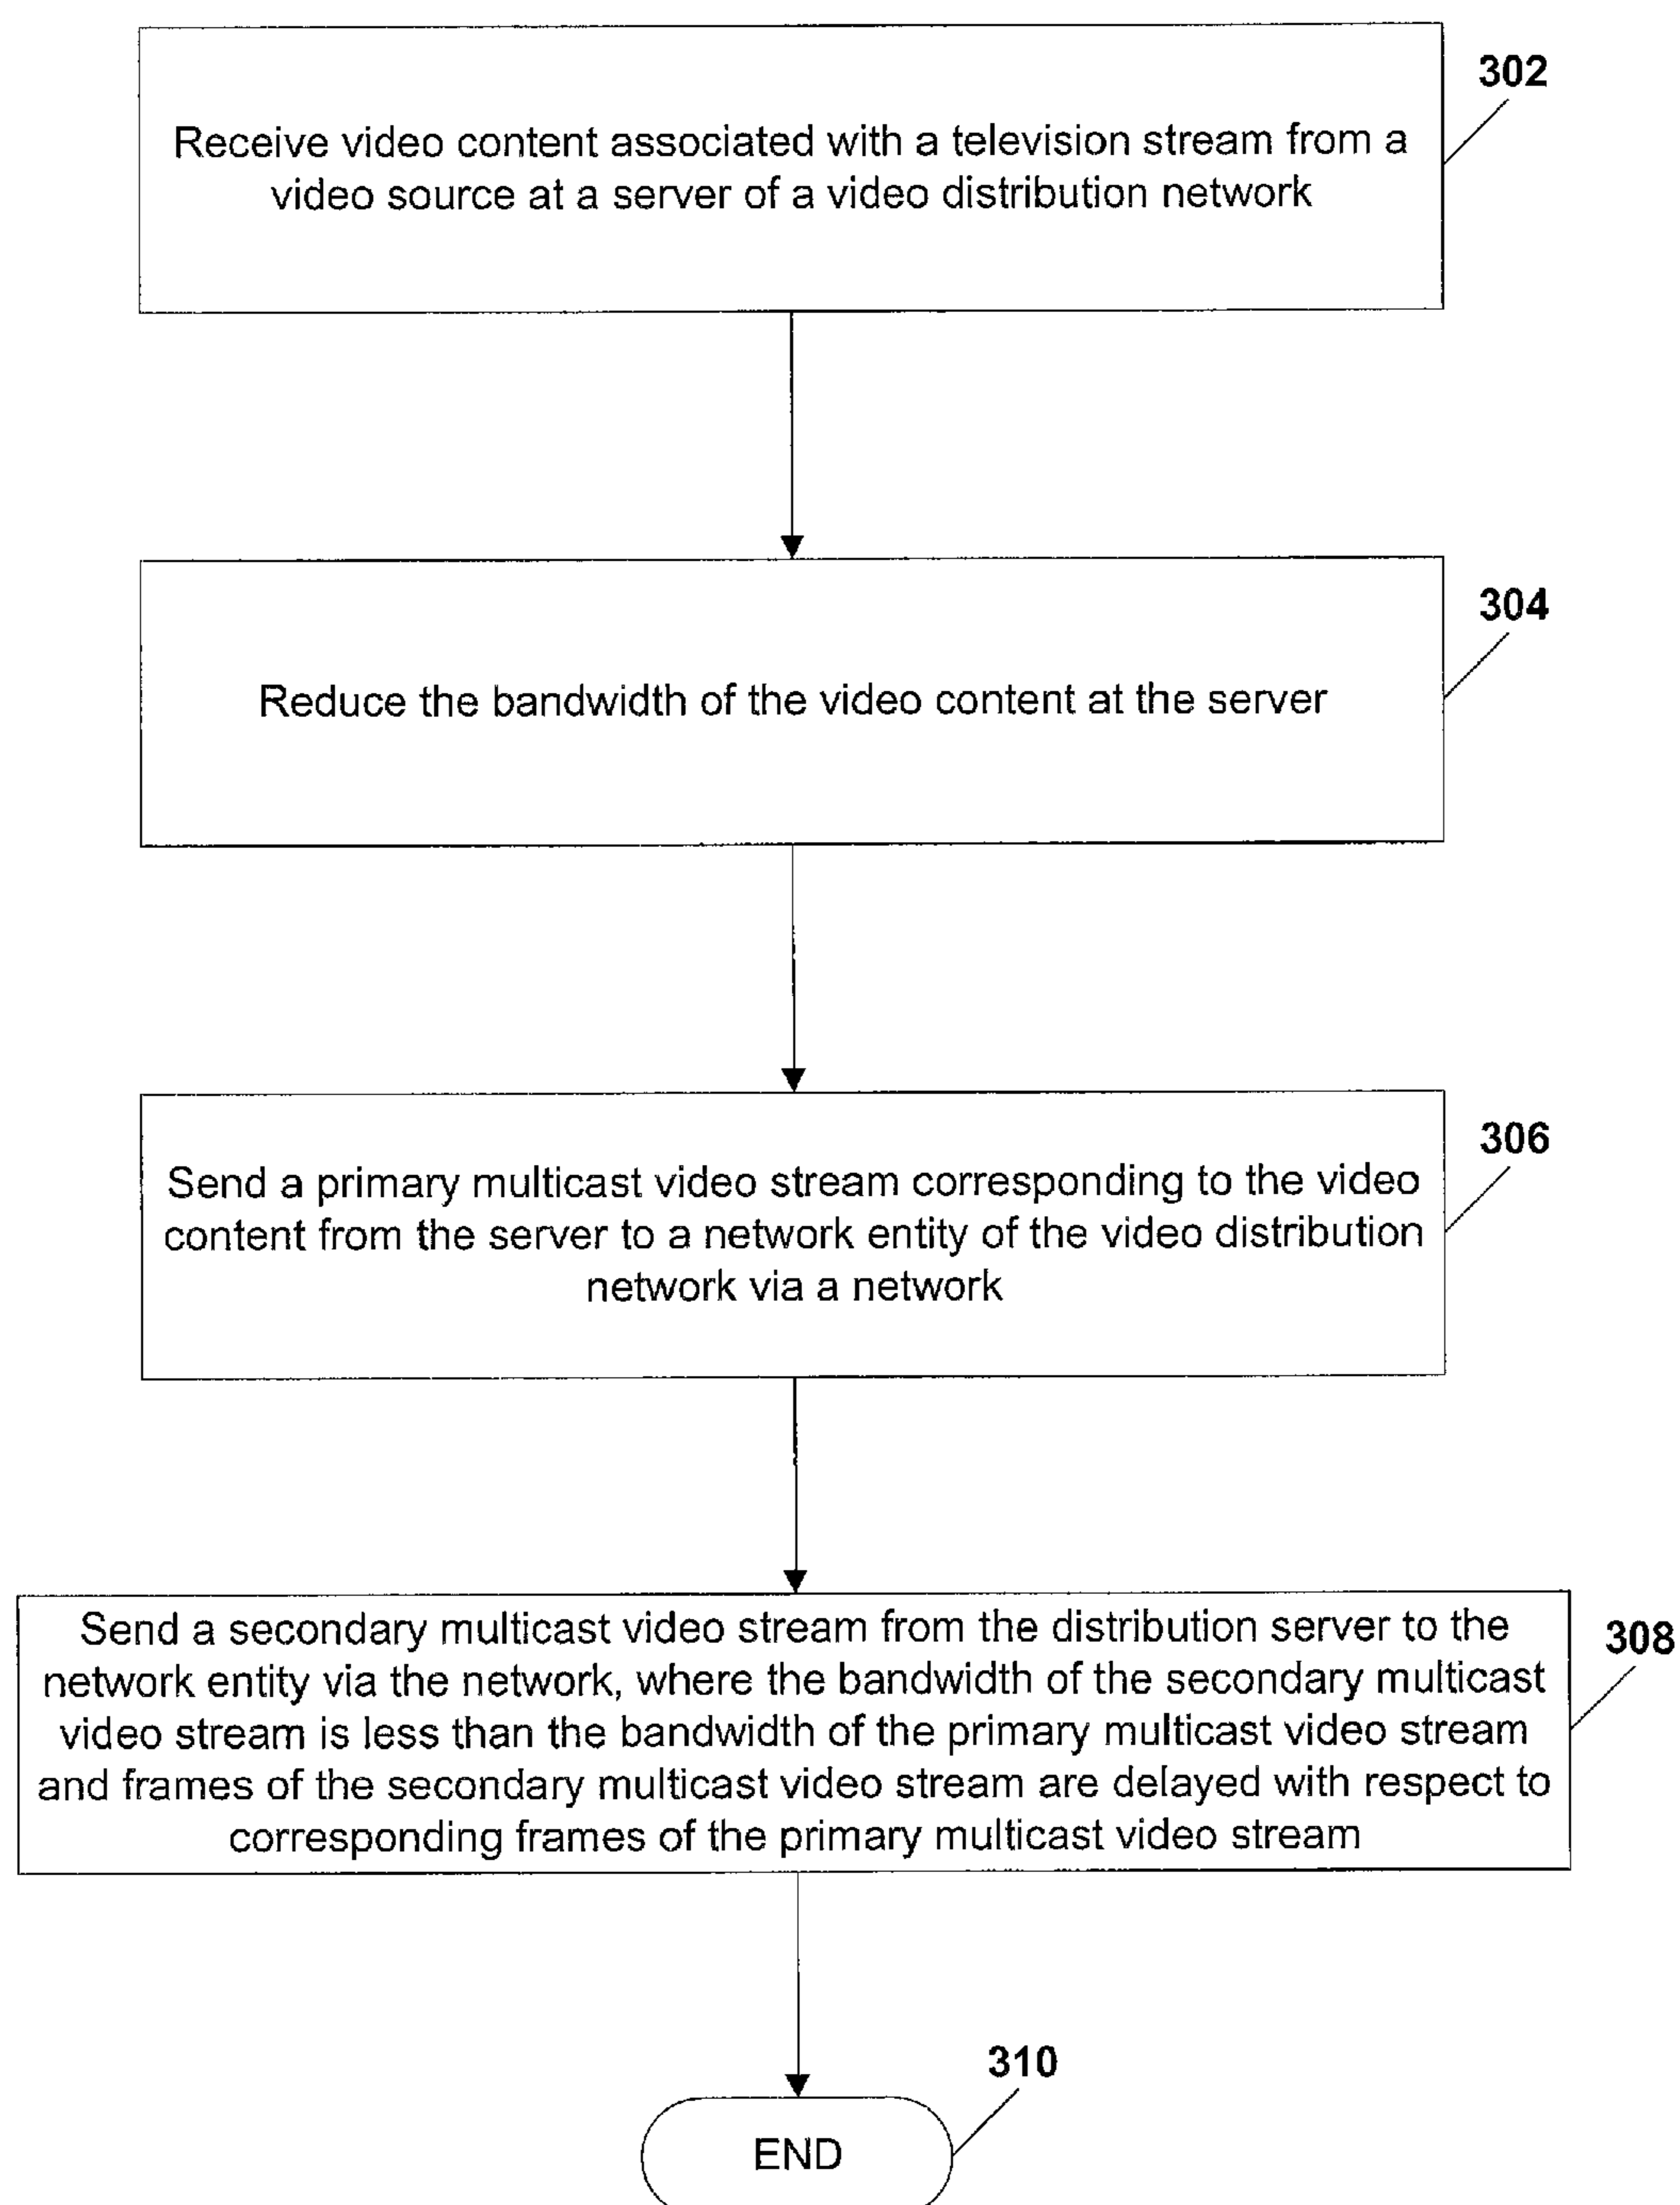 302
Receive video content associated with a television stream from a
video source at a server of a video distribution network
304
Reduce the bandwidth of the video content at the server
306
Send a primary multicast video stream corresponding to the video
content from the server to a network entity of the video distribution
network via a network
308
Send a secondary multicast video stream from the distribution server to the
network entity via the network, where the bandwidth of the secondary multicast
video stream is less than the bandwidth of the primary multicast video stream
and frames of the secondary multicast video stream are delayed with respect to
corresponding frames of the primary multicast video stream
310
END